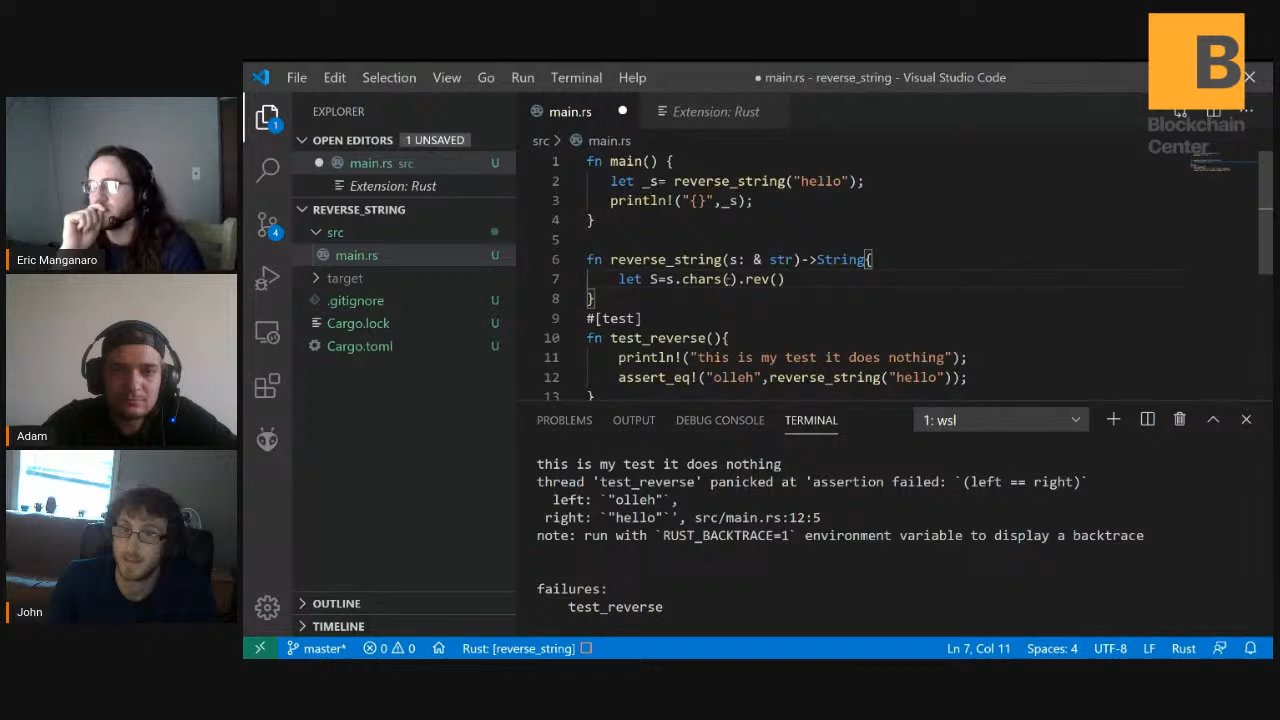 B
Blockchain
Center
File Edit Selection View Go Run Terminal Help
● main.rs - reverse_string - Visual Studio Code
EXPLORER
OPEN EDITORS 1 UNSAVED
main.rs src U
Extension: Rust
REVERSE_STRING
src
main.rs U
target
.gitignore U
Cargo.lock U
Cargo.toml U
OUTLINE
TIMELINE
1
4
main.rs
Extension: Rust
src > main.rs
1 fn main() {
2 let _s= reverse_string("hello");
3 println!("{}",_s);
4 }
5
6 fn reverse_string(s: & str)->String{
7 let S=s.chars().rev()
8 }
9 #[test]
10 fn test_reverse(){
11 println!("this is my test it does nothing");
12 assert_eq!("olleh",reverse_string("hello"));
13 }
PROBLEMS OUTPUT DEBUG CONSOLE TERMINAL 1: wsl
this is my test it does nothing
thread 'test_reverse' panicked at 'assertion failed: `(left == right)`
left: `"olleh"`,
right: `"hello"`', src/main.rs:12:5
note: run with `RUST_BACKTRACE=1` environment variable to display a backtrace
failures:
test_reverse
master* 0 0 Rust: [reverse_string] Ln 7, Col 11 Spaces: 4 UTF-8 LF Rust
Eric Manganaro
Adam
John